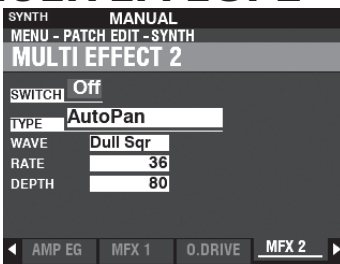 SYNTH MANUAL
MENU - PATCH EDIT - SYNTH
MULTI EFFECT 2
SWITCH Off
TYPE AutoPan
WAVE Dull Sqr
RATE 36
DEPTH 80
AMP EG MFX 1 O.DRIVE MFX 2